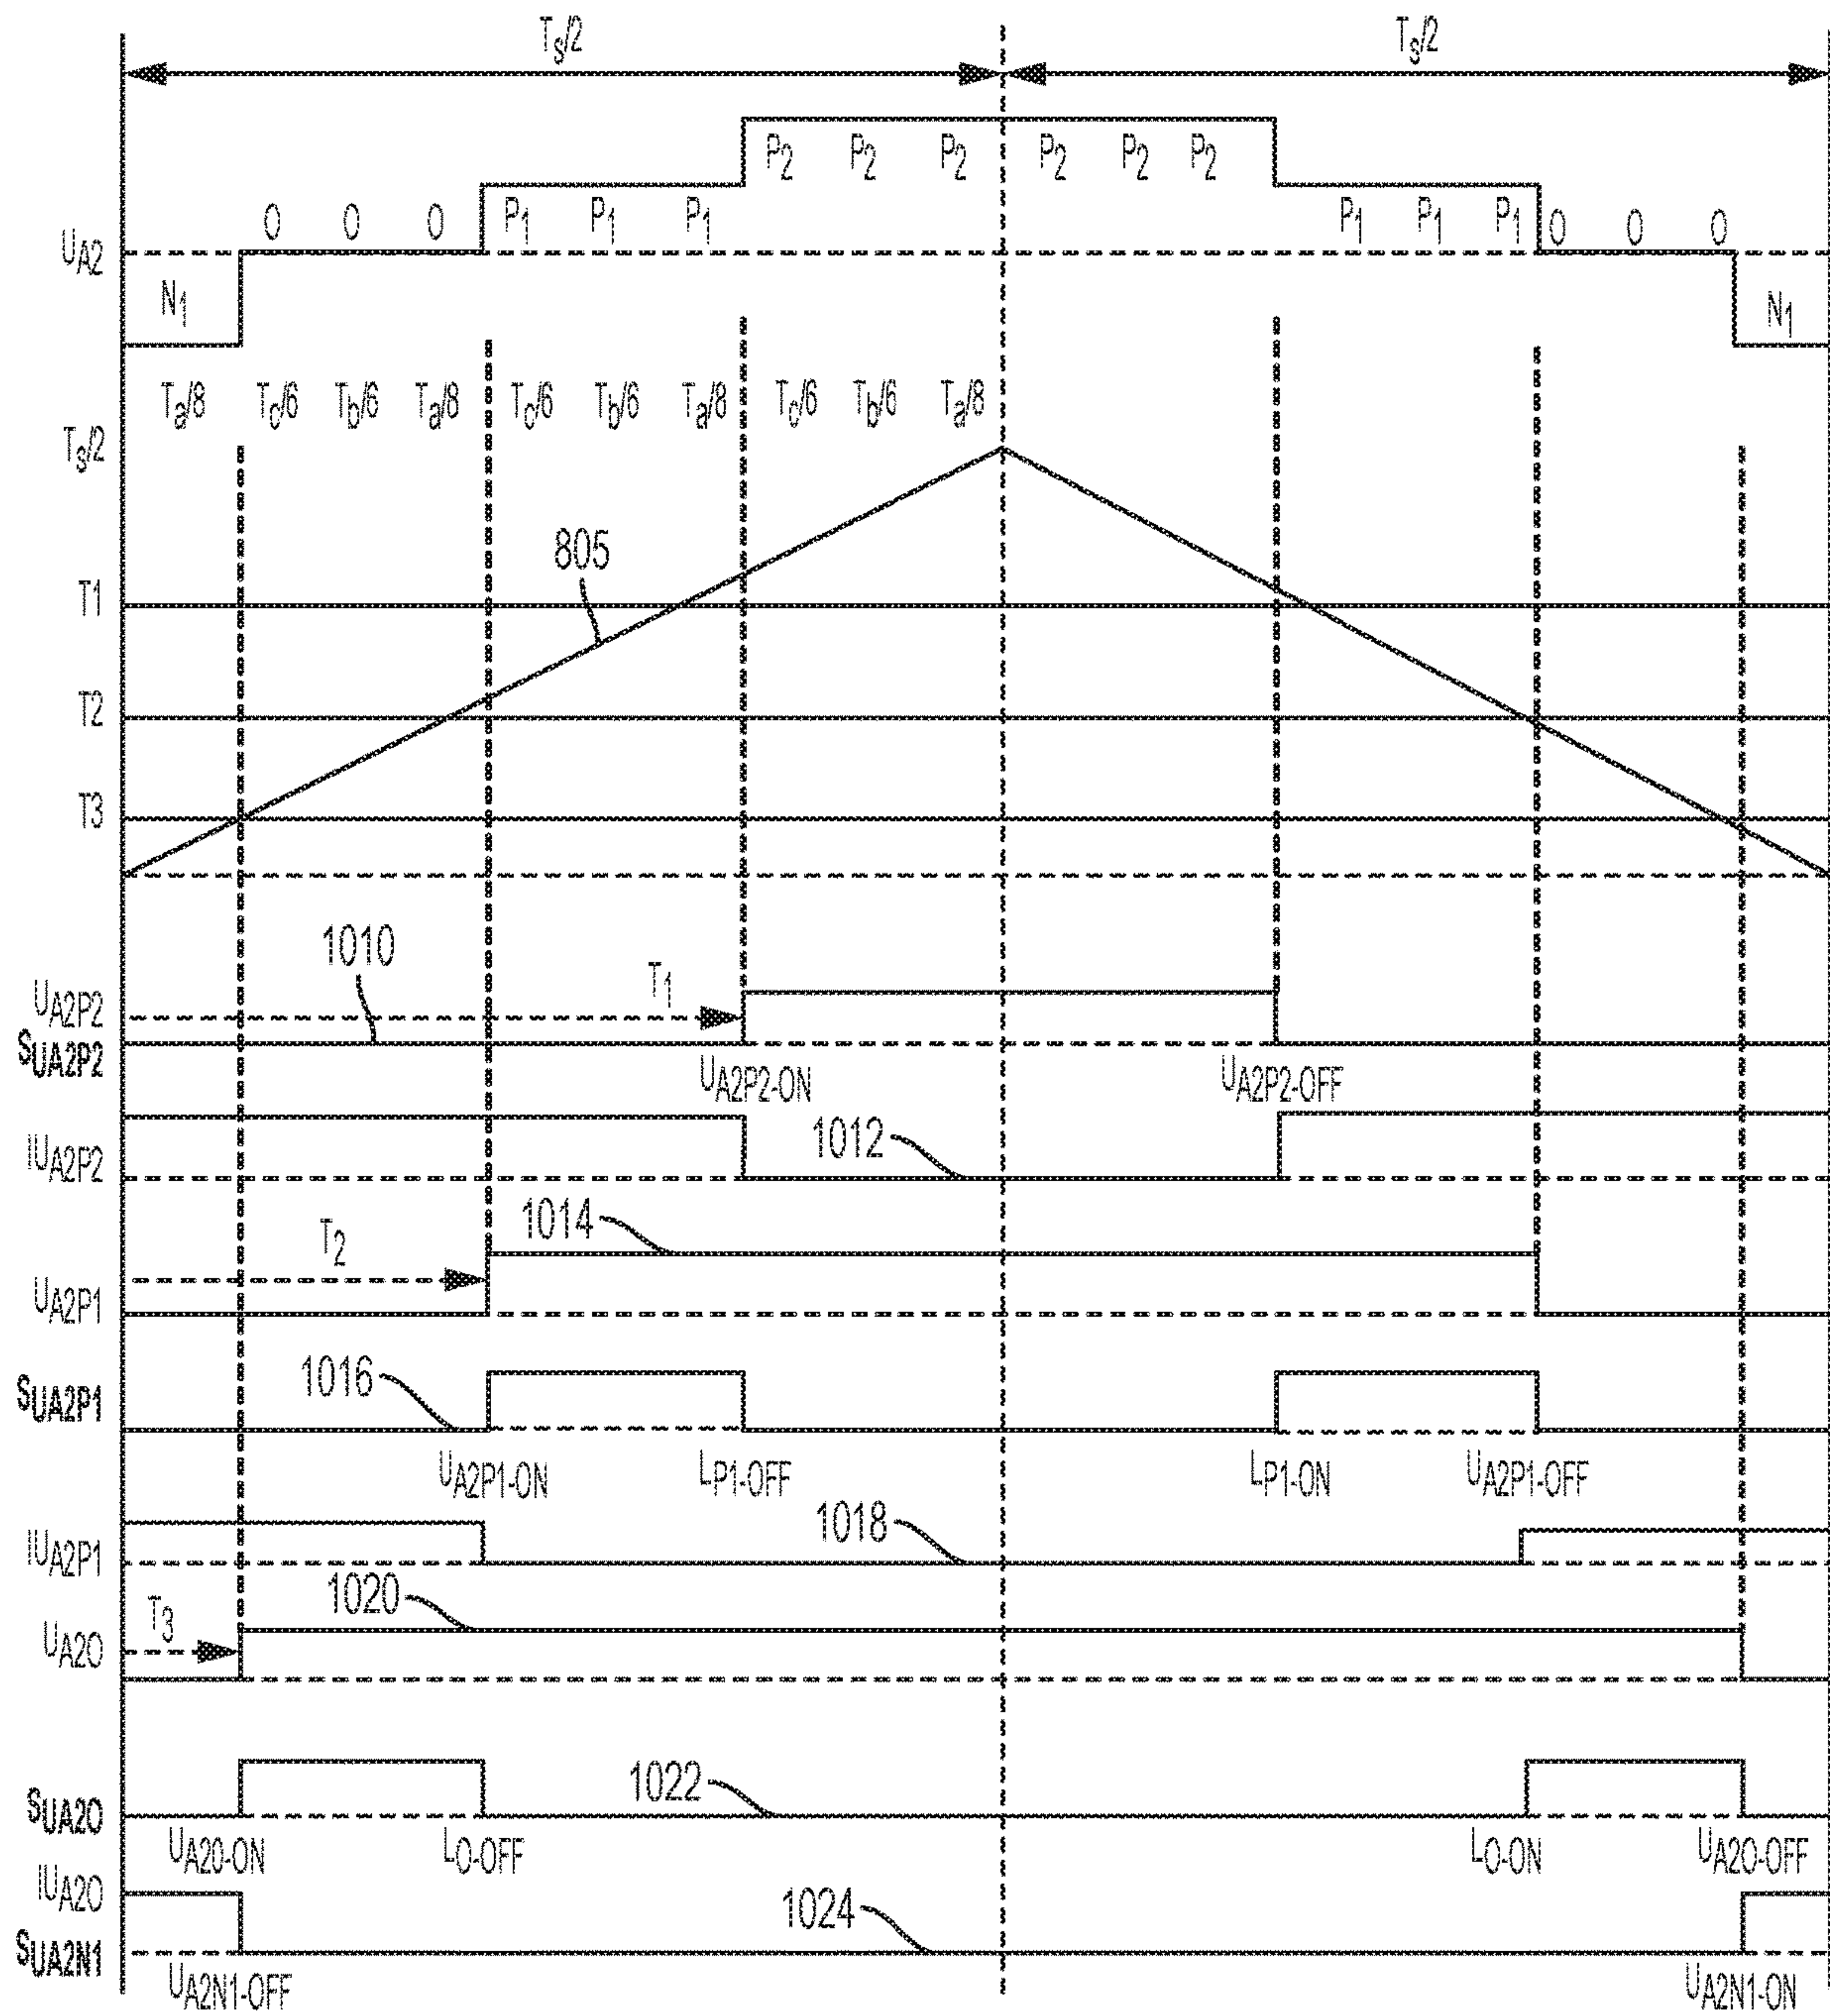 Ts/2 Ts/2
P2 P2 P2 P2 P2 P2
0 0 0 P1 P1 P1 P1 P1 P1 0 0 0
UA2
N1 N1
Ta/8 Tc/6 Tb/6 Ta/8 Tc/6 Tb/6 Ta/8 Tc/6 Tb/6 Ta/8
Ts/2
805
T1
T2
T3
1010
T1
UA2P2
SUA2P2
UA2P2-ON UA2P2-OFF
1012
IUA2P2
1014
T2
UA2P1
1016
SUA2P1
UA2P1-ON LP1-OFF LP1-ON UA2P1-OFF
1018
IUA2P1
1020
T3
UA2O
1022
SUA2O
UA2O-ON LO-OFF LO-ON UA2O-OFF
IUA2O
1024
SUA2N1
UA2N1-OFF UA2N1-ON